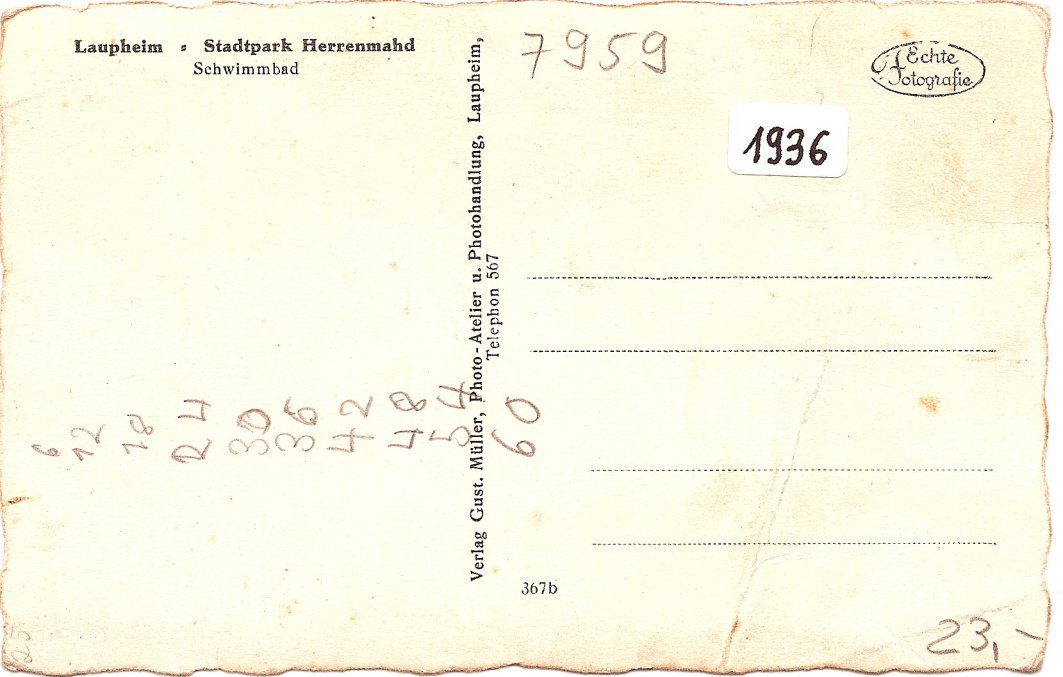 Laupheim = Stadtpark Herrenmahd
Schwimmbad
Verlag Gust. Müller, Photo-Atelier u. Photohandlung, Laupheim,
Telephon 567
7959
Echte
Fotografie
1936
6
12
18
24
30
36
42
48
54
60
367b
25
23,-